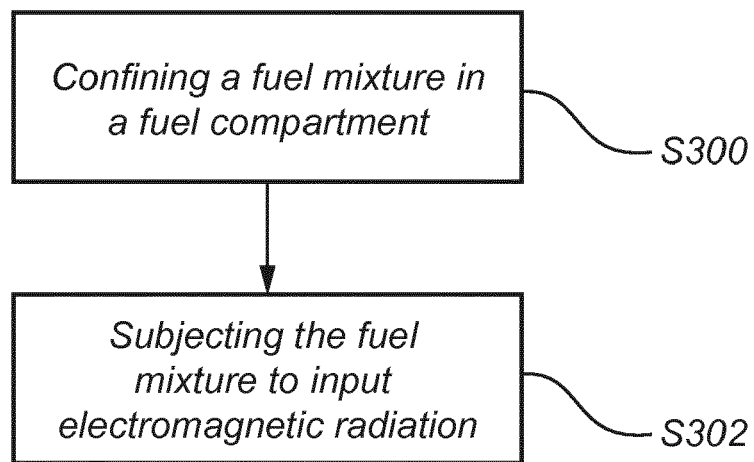 Confining a fuel mixture in
a fuel compartment
S300
Subjecting the fuel
mixture to input
electromagnetic radiation
S302